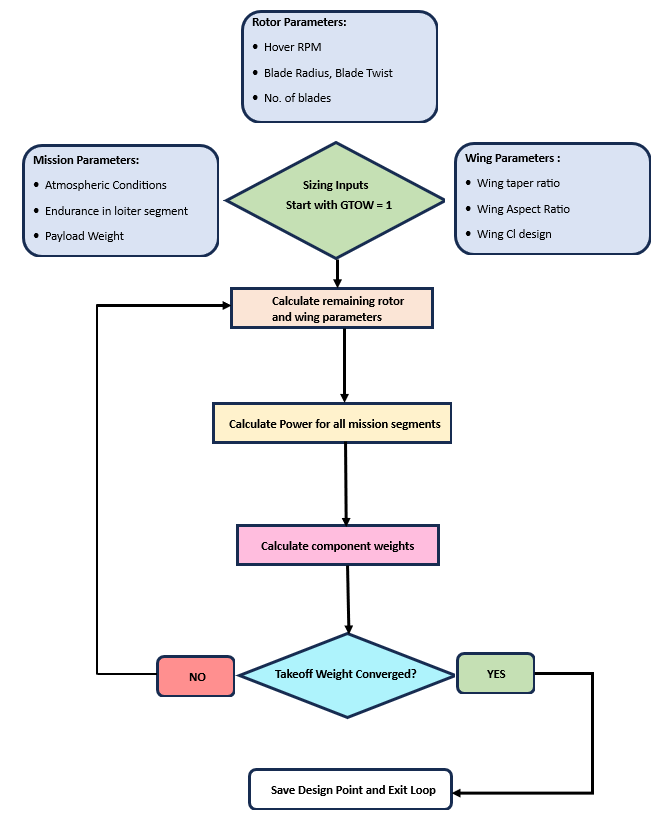 Rotor Parameters:
• Hover RPM
• Blade Radius, Blade Twist
• No. of blades
Mission Parameters:
• Atmospheric Conditions
• Endurance in loiter segment
• Payload Weight
Sizing Inputs
Start with GTOW = 1
Wing Parameters :
• Wing taper ratio
• Wing Aspect Ratio
• Wing Cl design
Calculate remaining rotor
and wing parameters
Calculate Power for all mission segments
Calculate component weights
Takeoff Weight Converged?
NO
YES
Save Design Point and Exit Loop